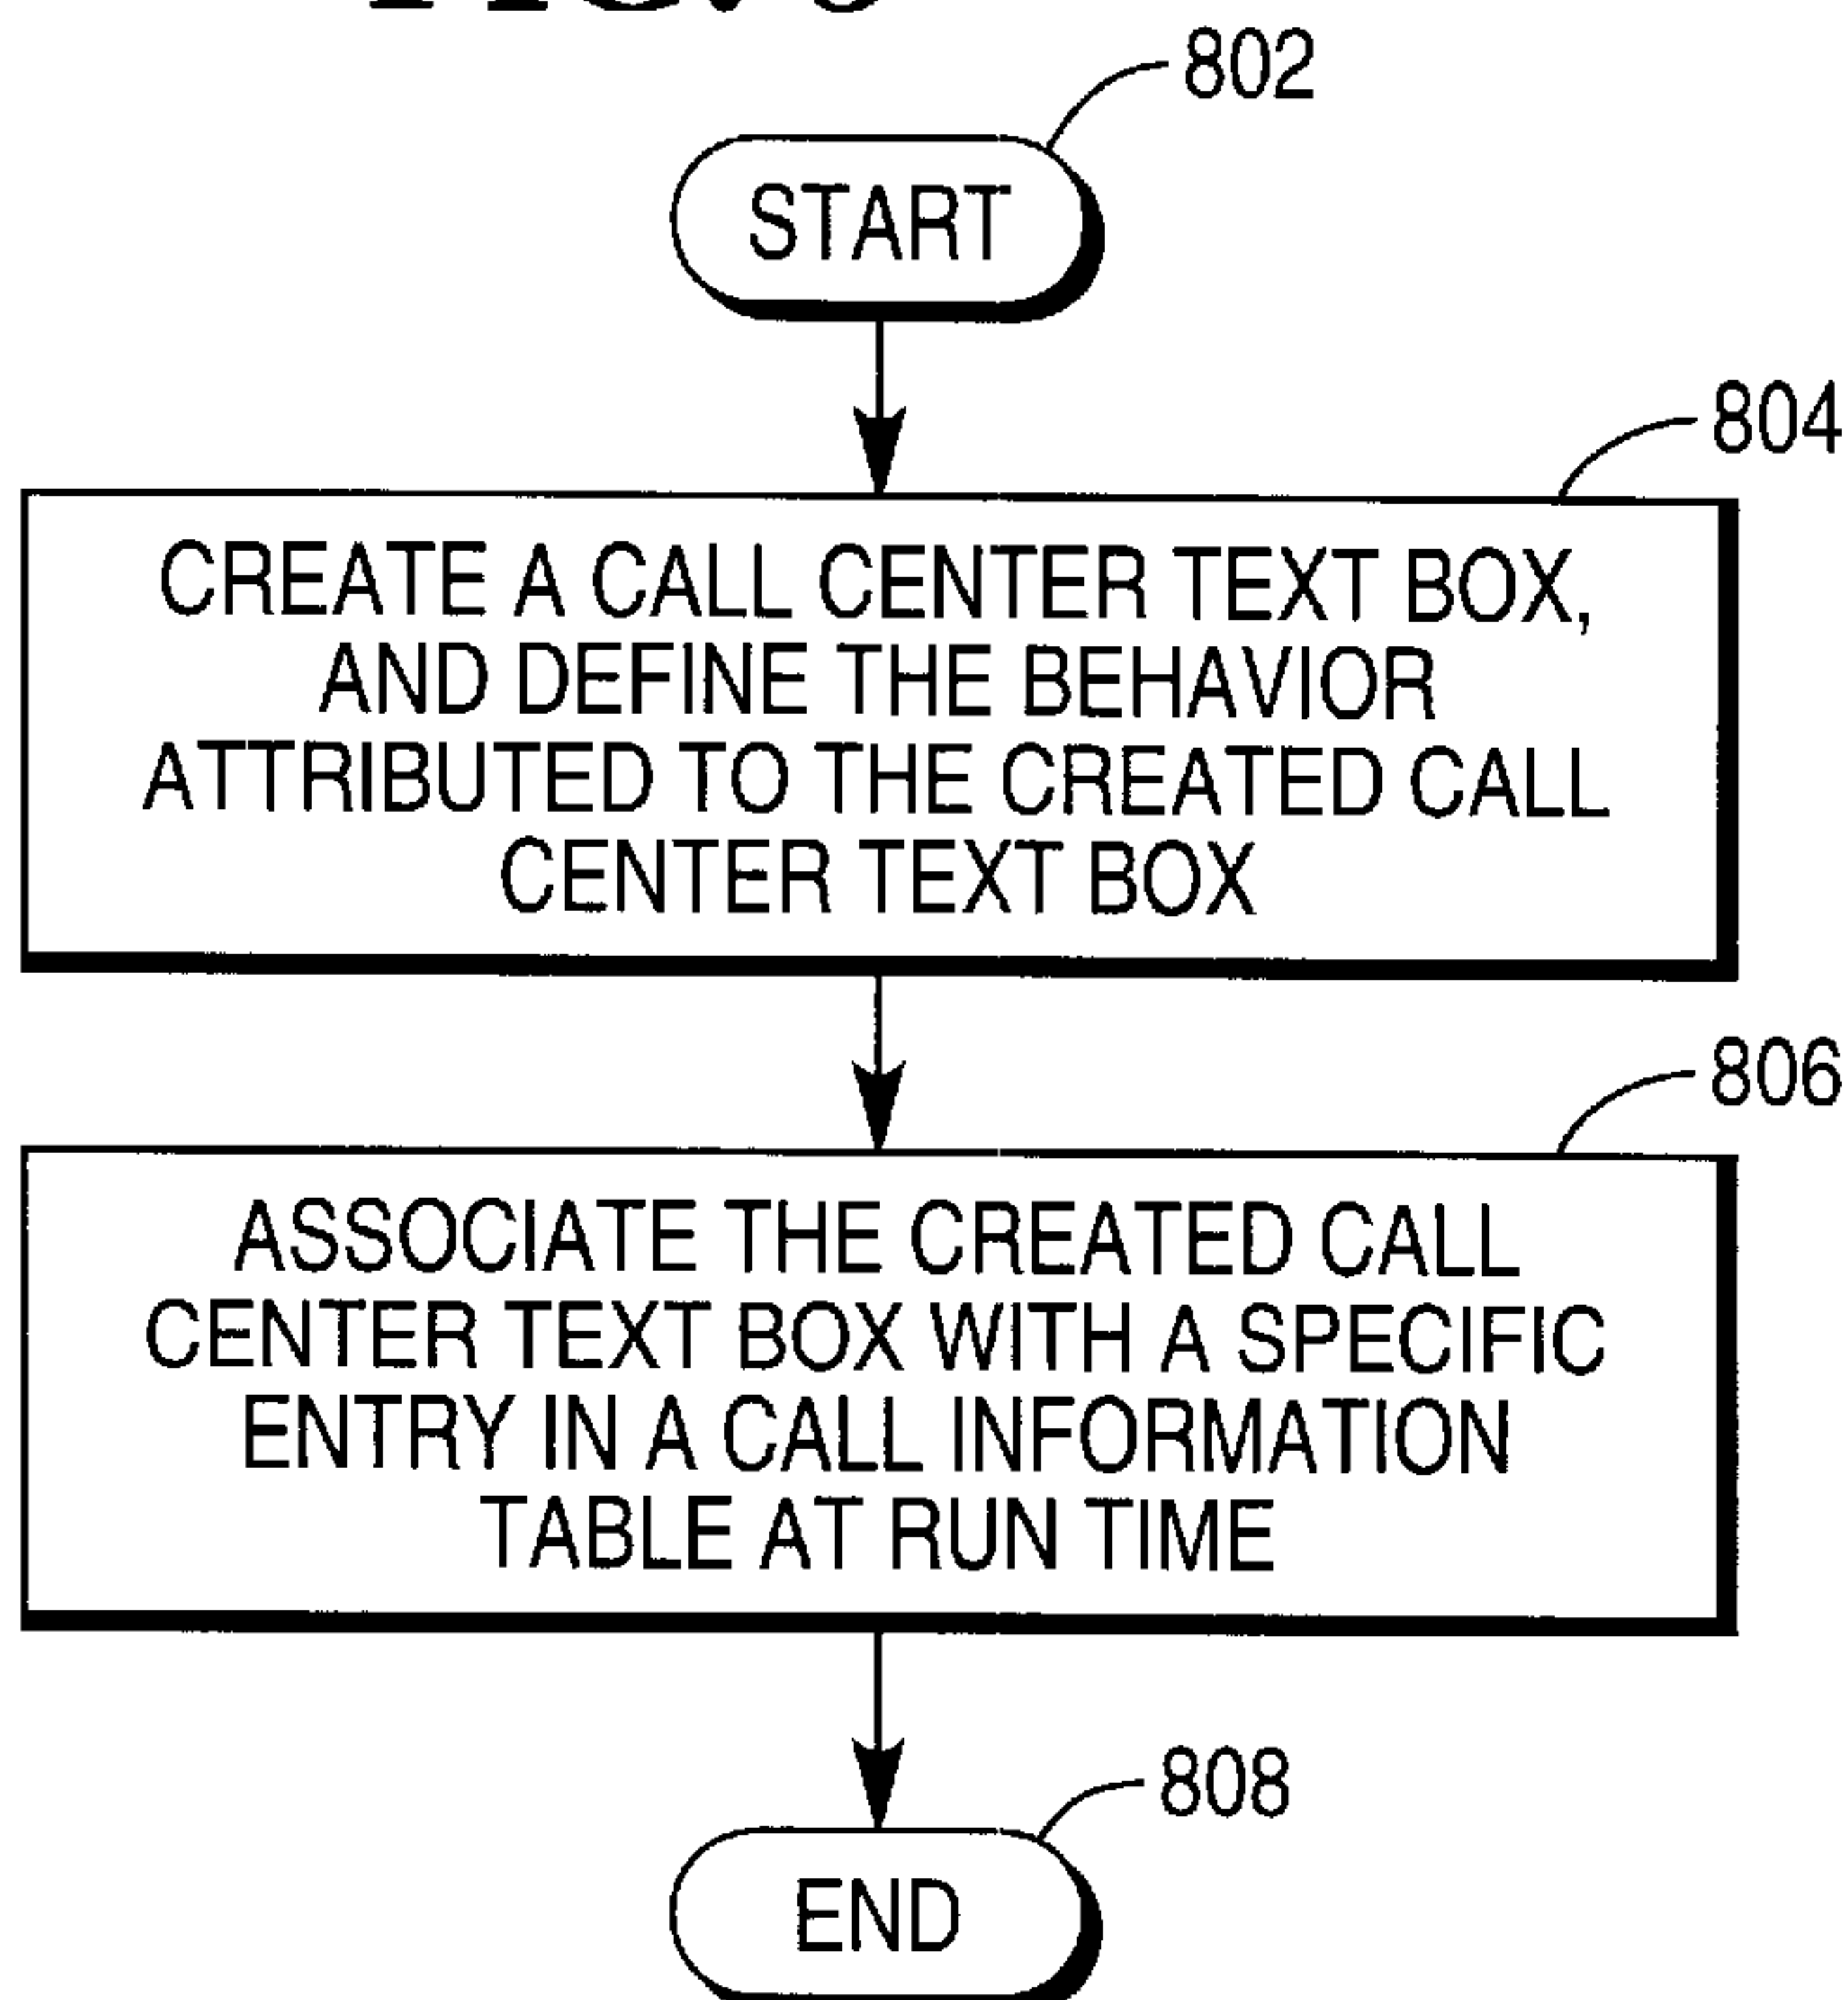 802
START
804
CREATE A CALL CENTER TEXT BOX,
AND DEFINE THE BEHAVIOR
ATTRIBUTED TO THE CREATED CALL
CENTER TEXT BOX
806
ASSOCIATE THE CREATED CALL
CENTER TEXT BOX WITH A SPECIFIC
ENTRY IN A CALL INFORMATION
TABLE AT RUN TIME
808
END